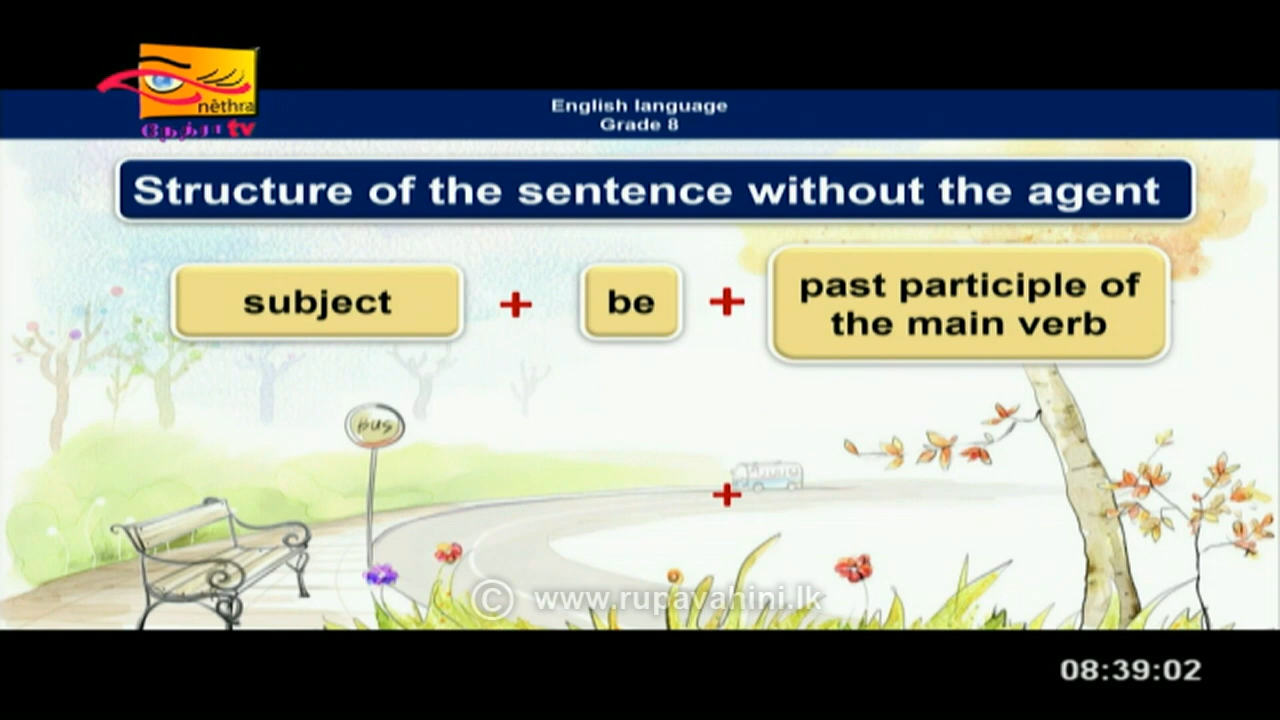 nēthra
நேத்ரா tv
English language
Grade 8
Structure of the sentence without the agent
subject + be + past participle of
the main verb
BUS
+
© www.rupavahini.lk
08:39:02